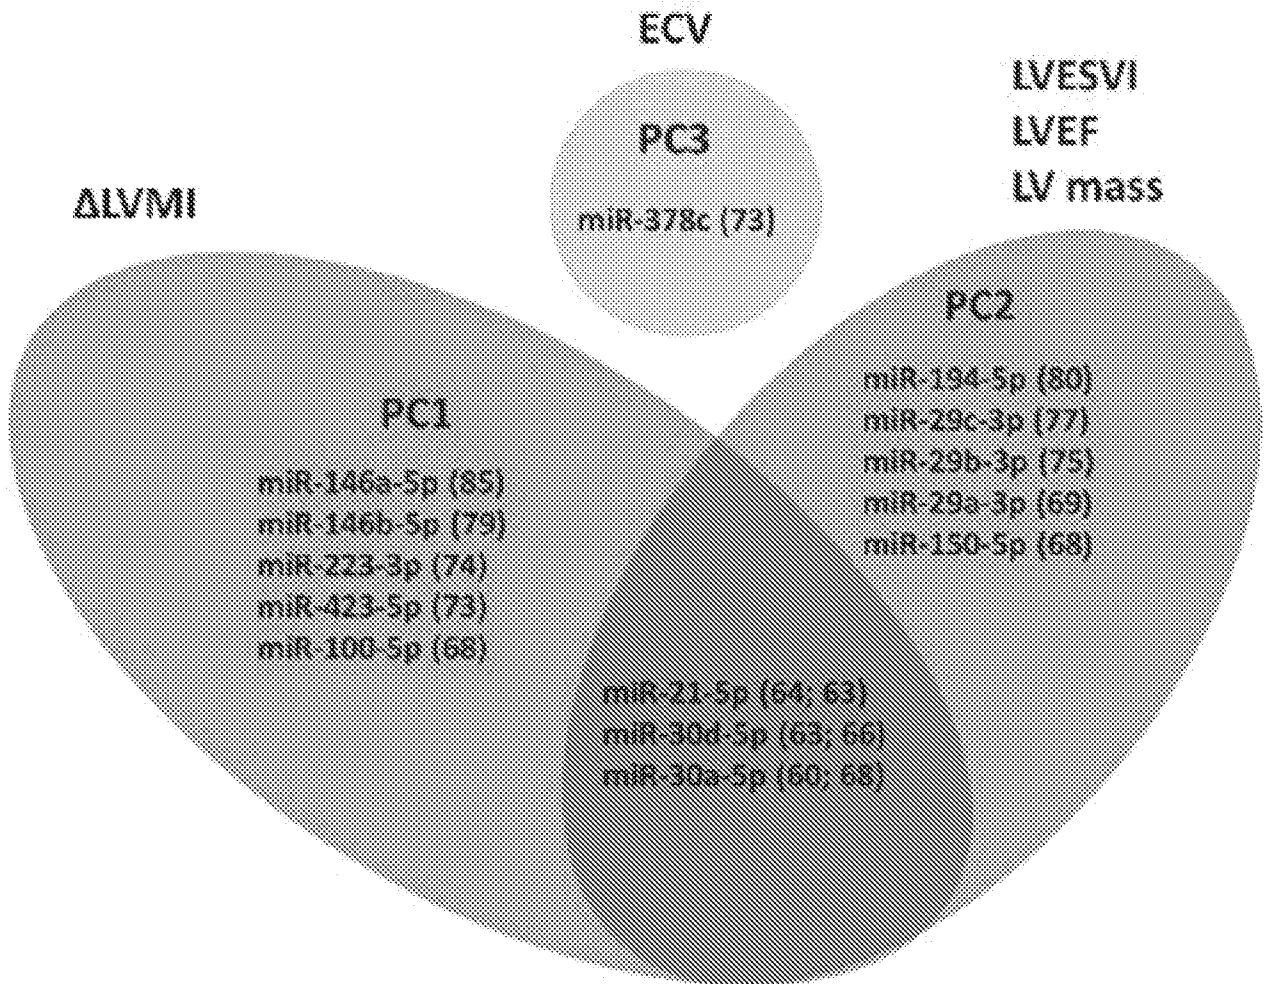 ECV
PC3
miR-378c (73)
LVESVI
LVEF
LV mass
ΔLVMI
PC2
miR-194-5p (80)
miR-29c-3p (77)
miR-29b-3p (75)
miR-29a-3p (69)
miR-150-5p (68)
PC1
miR-146a-5p (85)
miR-146b-5p (79)
miR-223-3p (74)
miR-423-5p (73)
miR-100-5p (68)
miR-21-5p (64; 63)
miR-30d-5p (63; 66)
miR-30a-5p (60; 68)